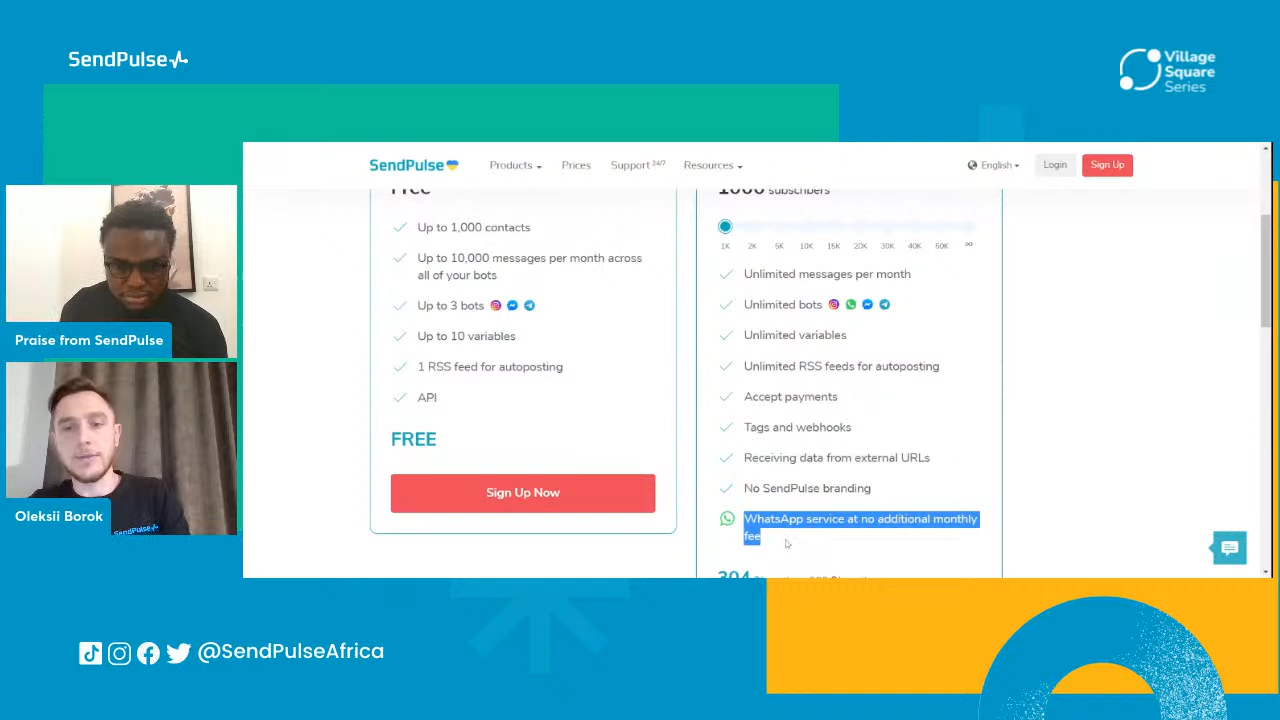 SendPulse
Village
Square
Series
SendPulse
Products
Prices
Support 24/7
Resources
English
Login
Sign Up
Free
Up to 1,000 contacts
Up to 10,000 messages per month across
all of your bots
Up to 3 bots
Up to 10 variables
1 RSS feed for autoposting
API
FREE
Sign Up Now
1000 subscribers
1K 2K 5K 10K 15K 20K 30K 40K 60K ∞
Unlimited messages per month
Unlimited bots
Unlimited variables
Unlimited RSS feeds for autoposting
Accept payments
Tags and webhooks
Receiving data from external URLs
No SendPulse branding
WhatsApp service at no additional monthly
fee
Praise from SendPulse
Oleksii Borok
SendPulse
@SendPulseAfrica